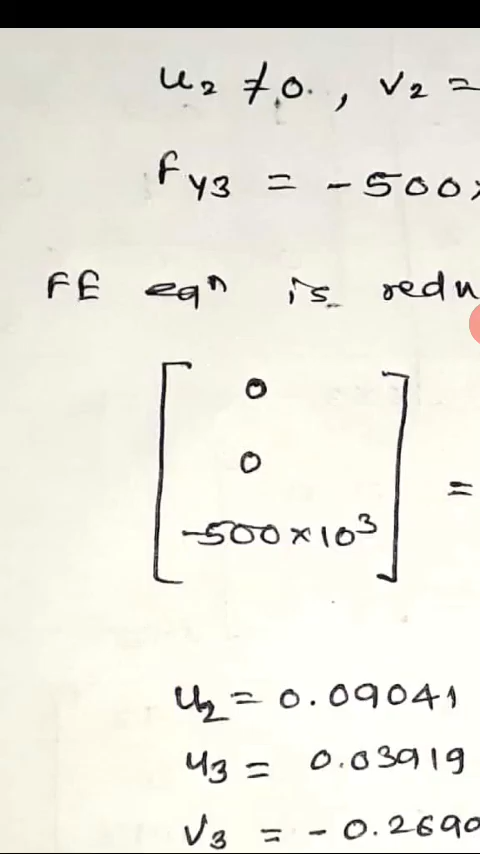 u₂ ≠ 0. , v₂ =
Fy3 = -500
FE eqⁿ is redu
0
0
-500×10³
=
u₂ = 0.09041
u₃ = 0.03919
v₃ = -0.2690